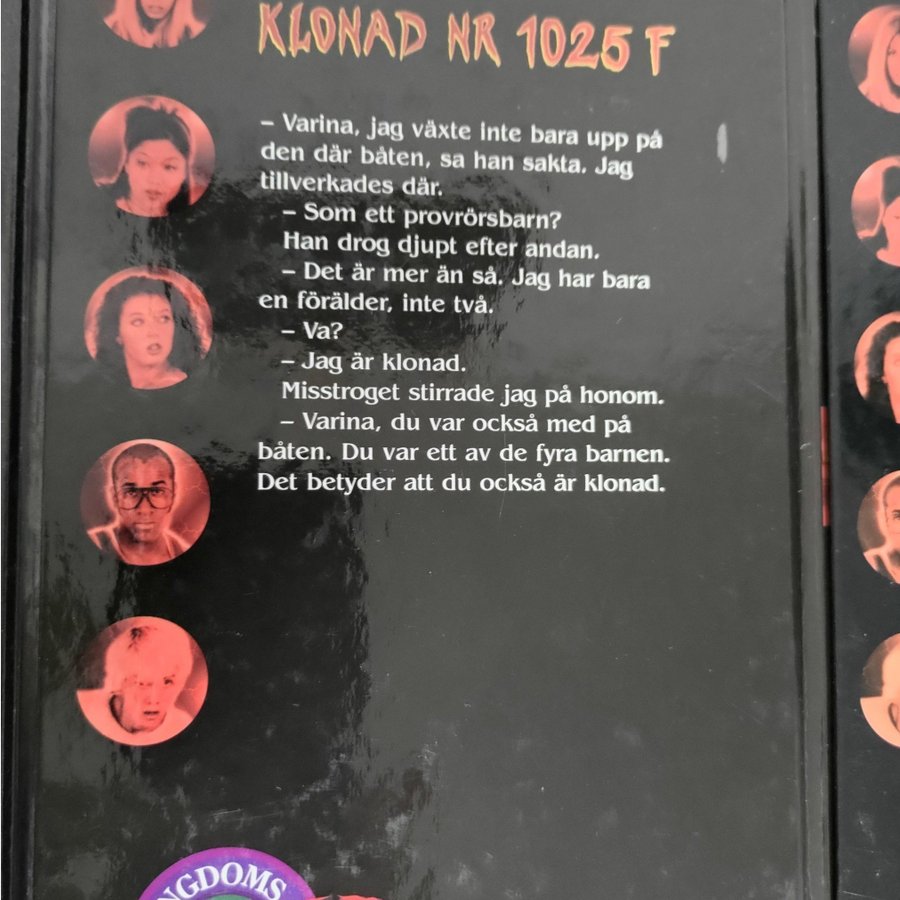 KLONAD NR 1025 F
– Varina, jag växte inte bara upp på
den där båten, sa han sakta. Jag
tillverkades där.
– Som ett provrörsbarn?
Han drog djupt efter andan.
– Det är mer än så. Jag har bara
en förälder, inte två.
– Va?
– Jag är klonad.
Misstroget stirrade jag på honom.
– Varina, du var också med på
båten. Du var ett av de fyra barnen.
Det betyder att du också är klonad.
NGDOMS